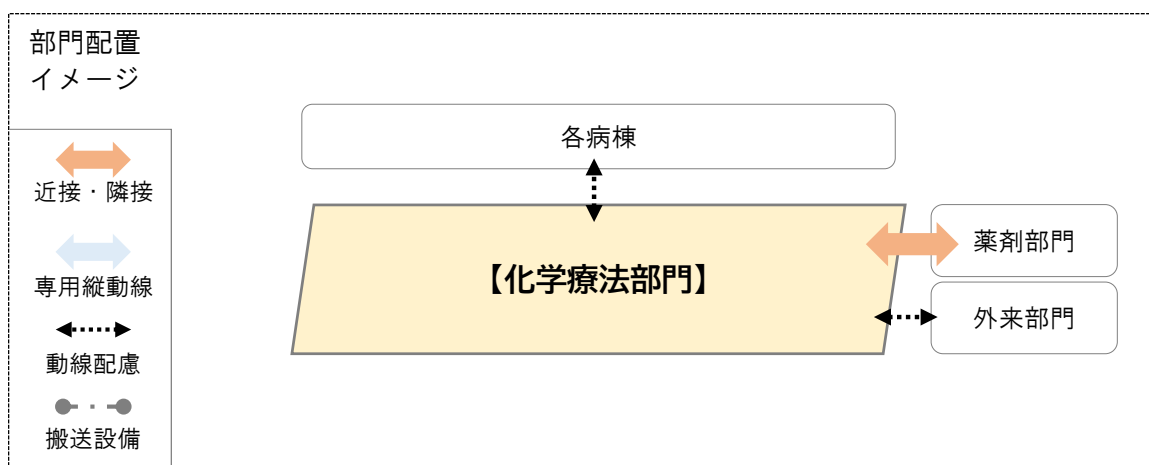 部門配置
イメージ
近接・隣接
専用縦動線
動線配慮
搬送設備
各病棟
【化学療法部門】
薬剤部門
外来部門